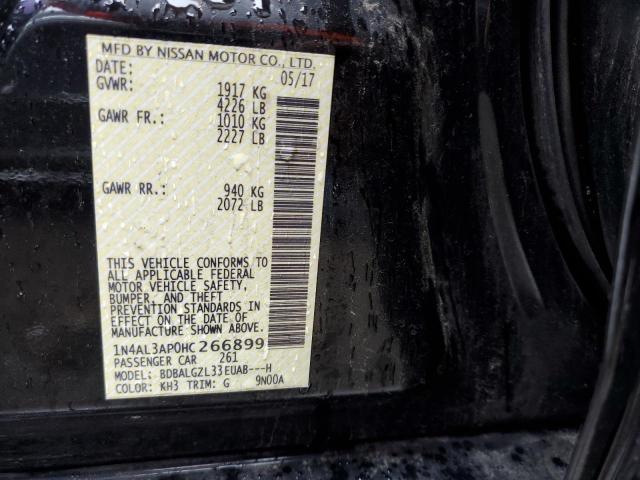 MFD BY NISSAN MOTOR CO., LTD.
DATE: 05/17
GVWR: 1917 KG
4226 LB
GAWR FR.: 1010 KG
2227 LB
GAWR RR.: 940 KG
2072 LB
THIS VEHICLE CONFORMS TO
ALL APPLICABLE FEDERAL
MOTOR VEHICLE SAFETY,
BUMPER, AND THEFT
PREVENTION STANDARDS IN
EFFECT ON THE DATE OF
MANUFACTURE SHOWN ABOVE.
1N4AL3AP0HC266899
PASSENGER CAR 261
MODEL: BDBALGZL33EUAB---H
COLOR: KH3 TRIM: G 9N00A